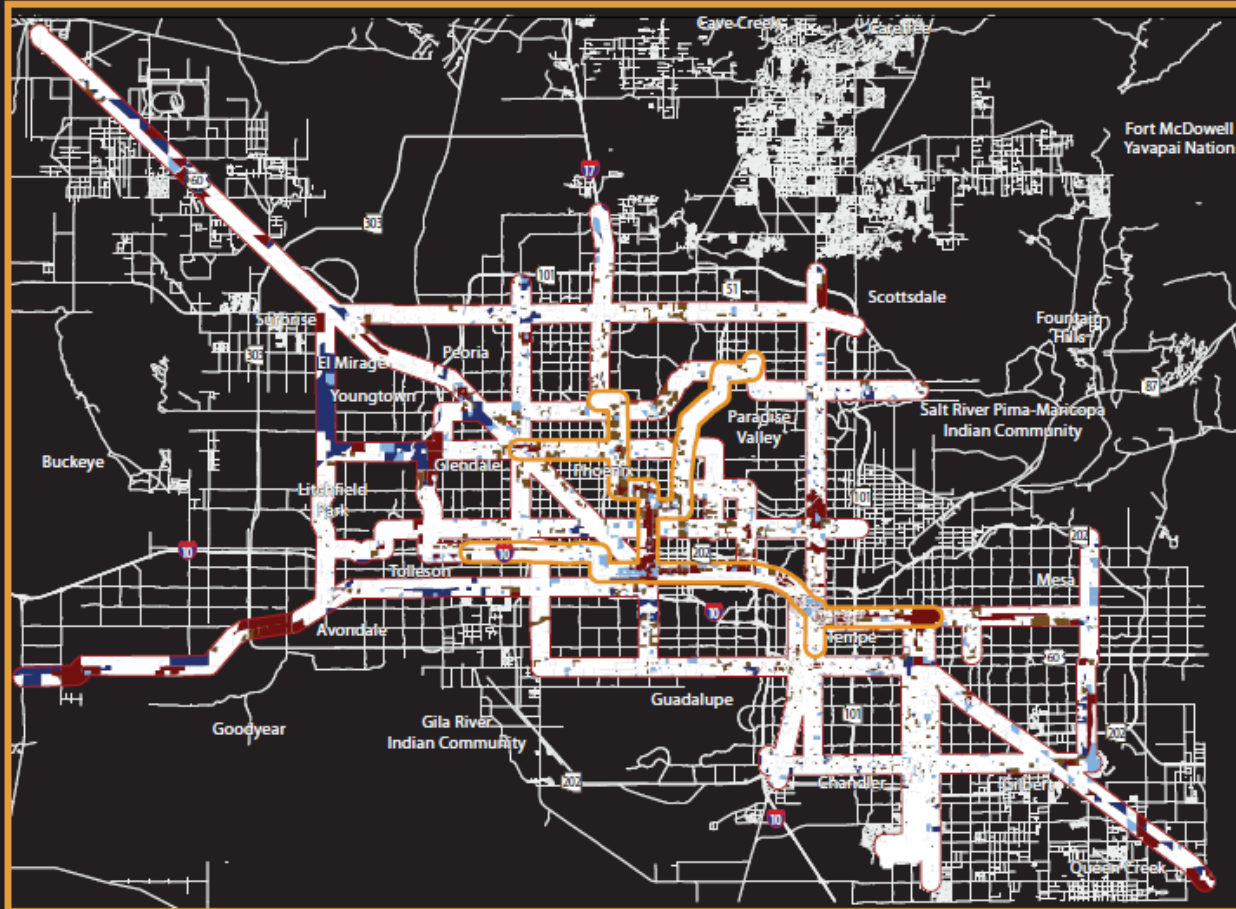 Cave Creek
Carefree
Fort McDowell
Yavapai Nation
17
60
303
101
51
Scottsdale
Surprise
Fountain
Hills
303
El Mirage
Peoria
87
Youngtown
Paradise
Valley
Salt River Pima-Maricopa
Indian Community
Buckeye
Glendale
Phoenix
Litchfield
Park
101
10
10
202
202
Tolleson
Mesa
10
Avondale
Tempe
60
Guadalupe
Goodyear
Gila River
Indian Community
101
202
202
Chandler
Gilbert
10
Queen Creek